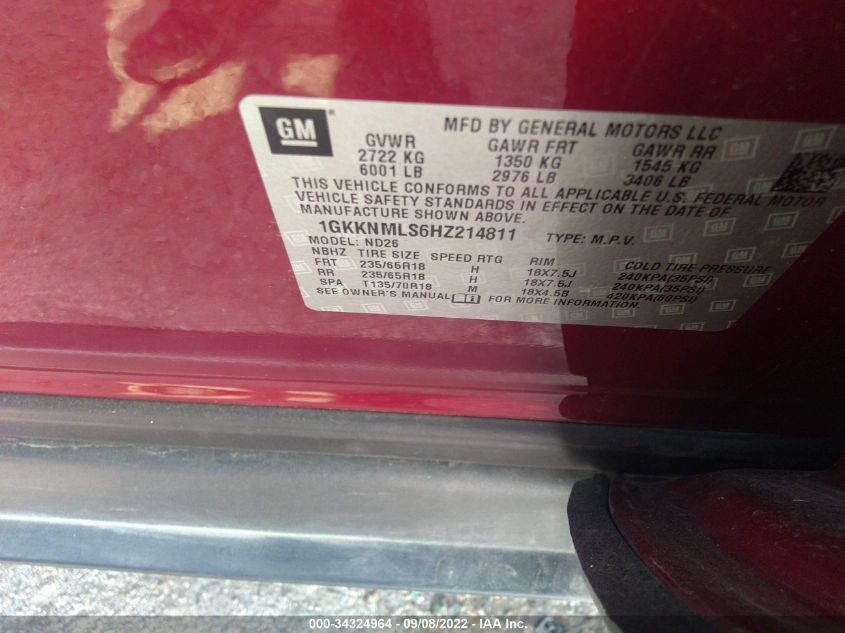 GM
MFD BY GENERAL MOTORS LLC
GVWR GAWR FRT GAWR RR
2722 KG 1350 KG 1545 KG
6001 LB 2976 LB 3406 LB
THIS VEHICLE CONFORMS TO ALL APPLICABLE U.S. FEDERAL MOTOR
VEHICLE SAFETY STANDARDS IN EFFECT ON THE DATE OF
MANUFACTURE SHOWN ABOVE.
1GKKNMLS6HZ214811 TYPE: M.P.V.
MODEL: ND26
NBHZ TIRE SIZE SPEED RTG RIM COLD TIRE PRESSURE
FRT 235/65R18 H 18X7.5J 240KPA(35PSI)
RR 235/65R18 H 18X7.5J 240KPA(35PSI)
SPA T135/70R18 M 18X4.5B 420KPA(60PSI)
SEE OWNER'S MANUAL FOR MORE INFORMATION.
000-34324964 - 09/08/2022 - IAA Inc.